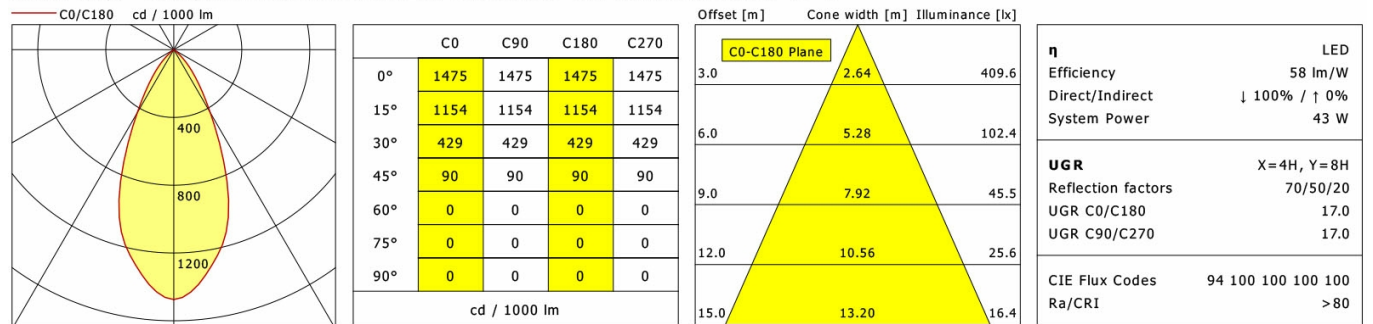 C0/C180 cd / 1000 lm
400
800
1200
C0 C90 C180 C270
0° 1475 1475 1475 1475
15° 1154 1154 1154 1154
30° 429 429 429 429
45° 90 90 90 90
60° 0 0 0 0
75° 0 0 0 0
90° 0 0 0 0
cd / 1000 lm
Offset [m] Cone width [m] Illuminance [lx]
C0-C180 Plane
3.0 2.64 409.6
6.0 5.28 102.4
9.0 7.92 45.5
12.0 10.56 25.6
15.0 13.20 16.4
η LED
Efficiency 58 lm/W
Direct/Indirect ↓ 100% / ↑ 0%
System Power 43 W
UGR X=4H, Y=8H
Reflection factors 70/50/20
UGR C0/C180 17.0
UGR C90/C270 17.0
CIE Flux Codes 94 100 100 100 100
Ra/CRI >80